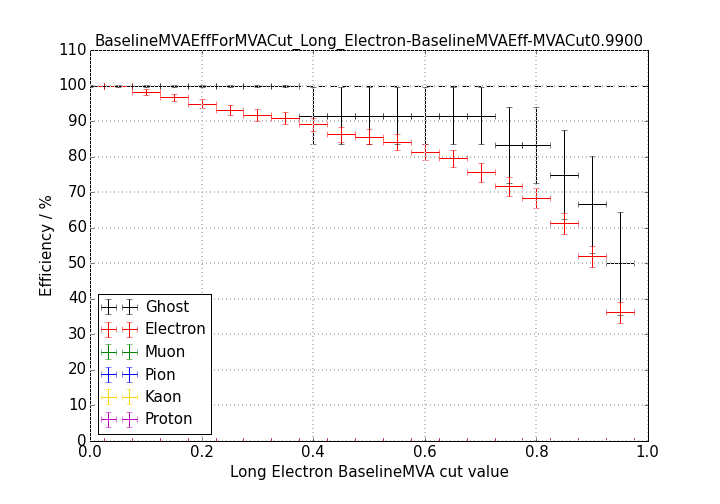 BaselineMVAEffForMVACut_Long_Electron-BaselineMVAEff-MVACut0.9900
110
100
90
80
70
60
50
40
30
20
10
0
Efficiency / %
Ghost
Electron
Muon
Pion
Kaon
Proton
0.0 0.2 0.4 0.6 0.8 1.0
Long Electron BaselineMVA cut value